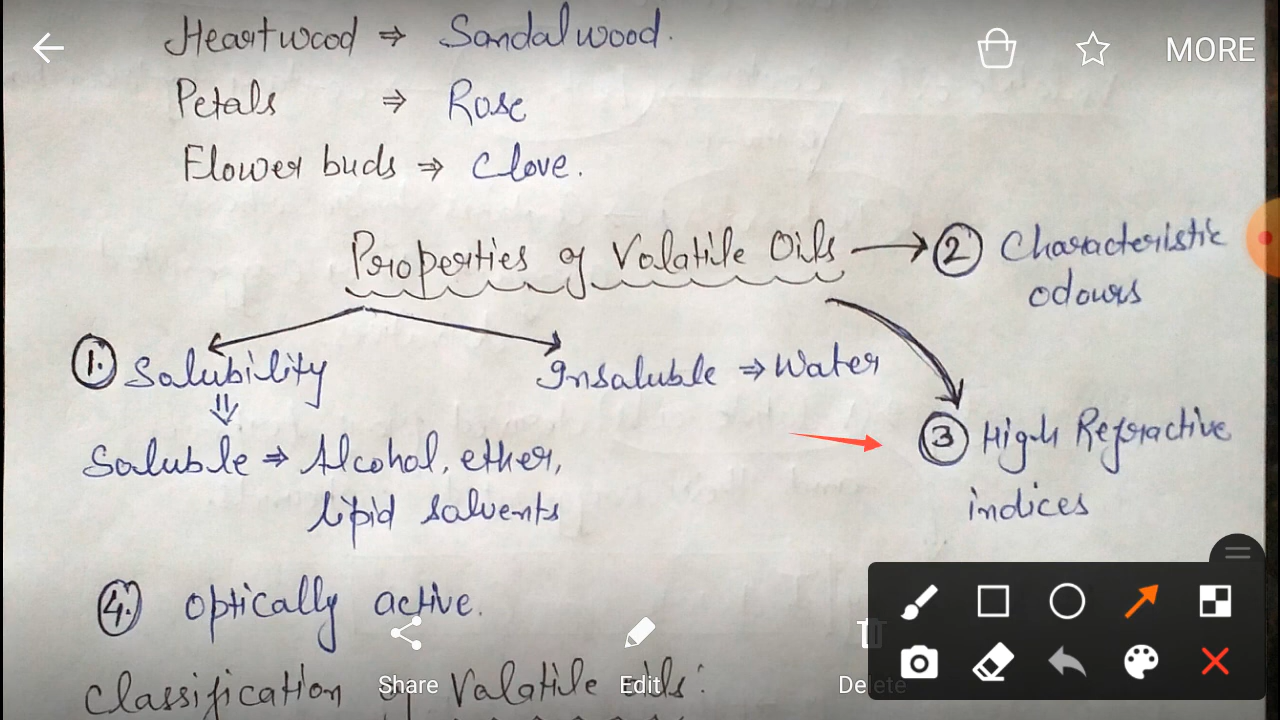 Heartwood ⇒ Sandalwood.
MORE
Petals ⇒ Rose
Flower buds ⇒ Clove.
Properties of Volatile Oils → 2 Characteristic
odours
1. Solubility
Insoluble ⇒ Water
⇓
3 High Refractive
indices
Soluble ⇒ Alcohol, ether,
lipid solvents
4. optically active.
Share Edit Delete
Classification of Volatile oils: